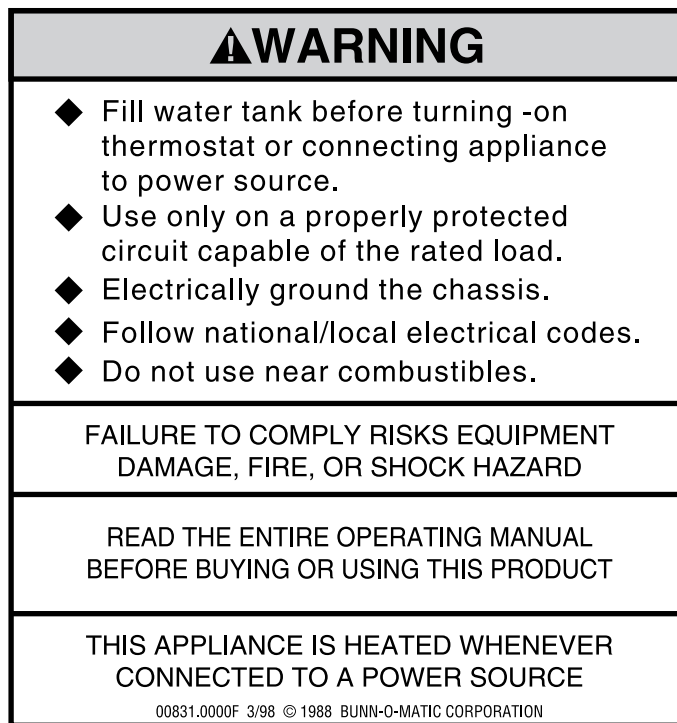 WARNING
◆ Fill water tank before turning -on
thermostat or connecting appliance
to power source.
◆ Use only on a properly protected
circuit capable of the rated load.
◆ Electrically ground the chassis.
◆ Follow national/local electrical codes.
◆ Do not use near combustibles.
FAILURE TO COMPLY RISKS EQUIPMENT
DAMAGE, FIRE, OR SHOCK HAZARD
READ THE ENTIRE OPERATING MANUAL
BEFORE BUYING OR USING THIS PRODUCT
THIS APPLIANCE IS HEATED WHENEVER
CONNECTED TO A POWER SOURCE
00831.0000F 3/98 © 1988 BUNN-O-MATIC CORPORATION